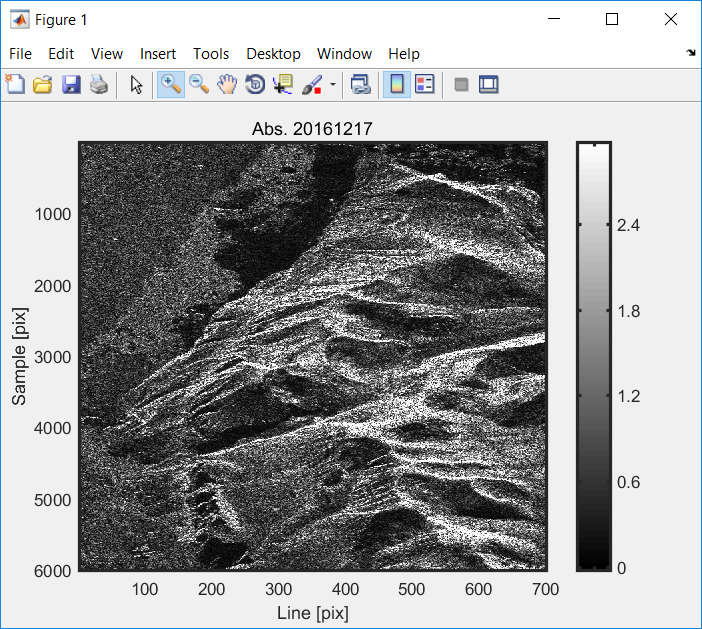 Figure 1
File Edit View Insert Tools Desktop Window Help
Abs. 20161217
1000
2000
3000
4000
5000
6000
Sample [pix]
100 200 300 400 500 600 700
Line [pix]
2.4
1.8
1.2
0.6
0